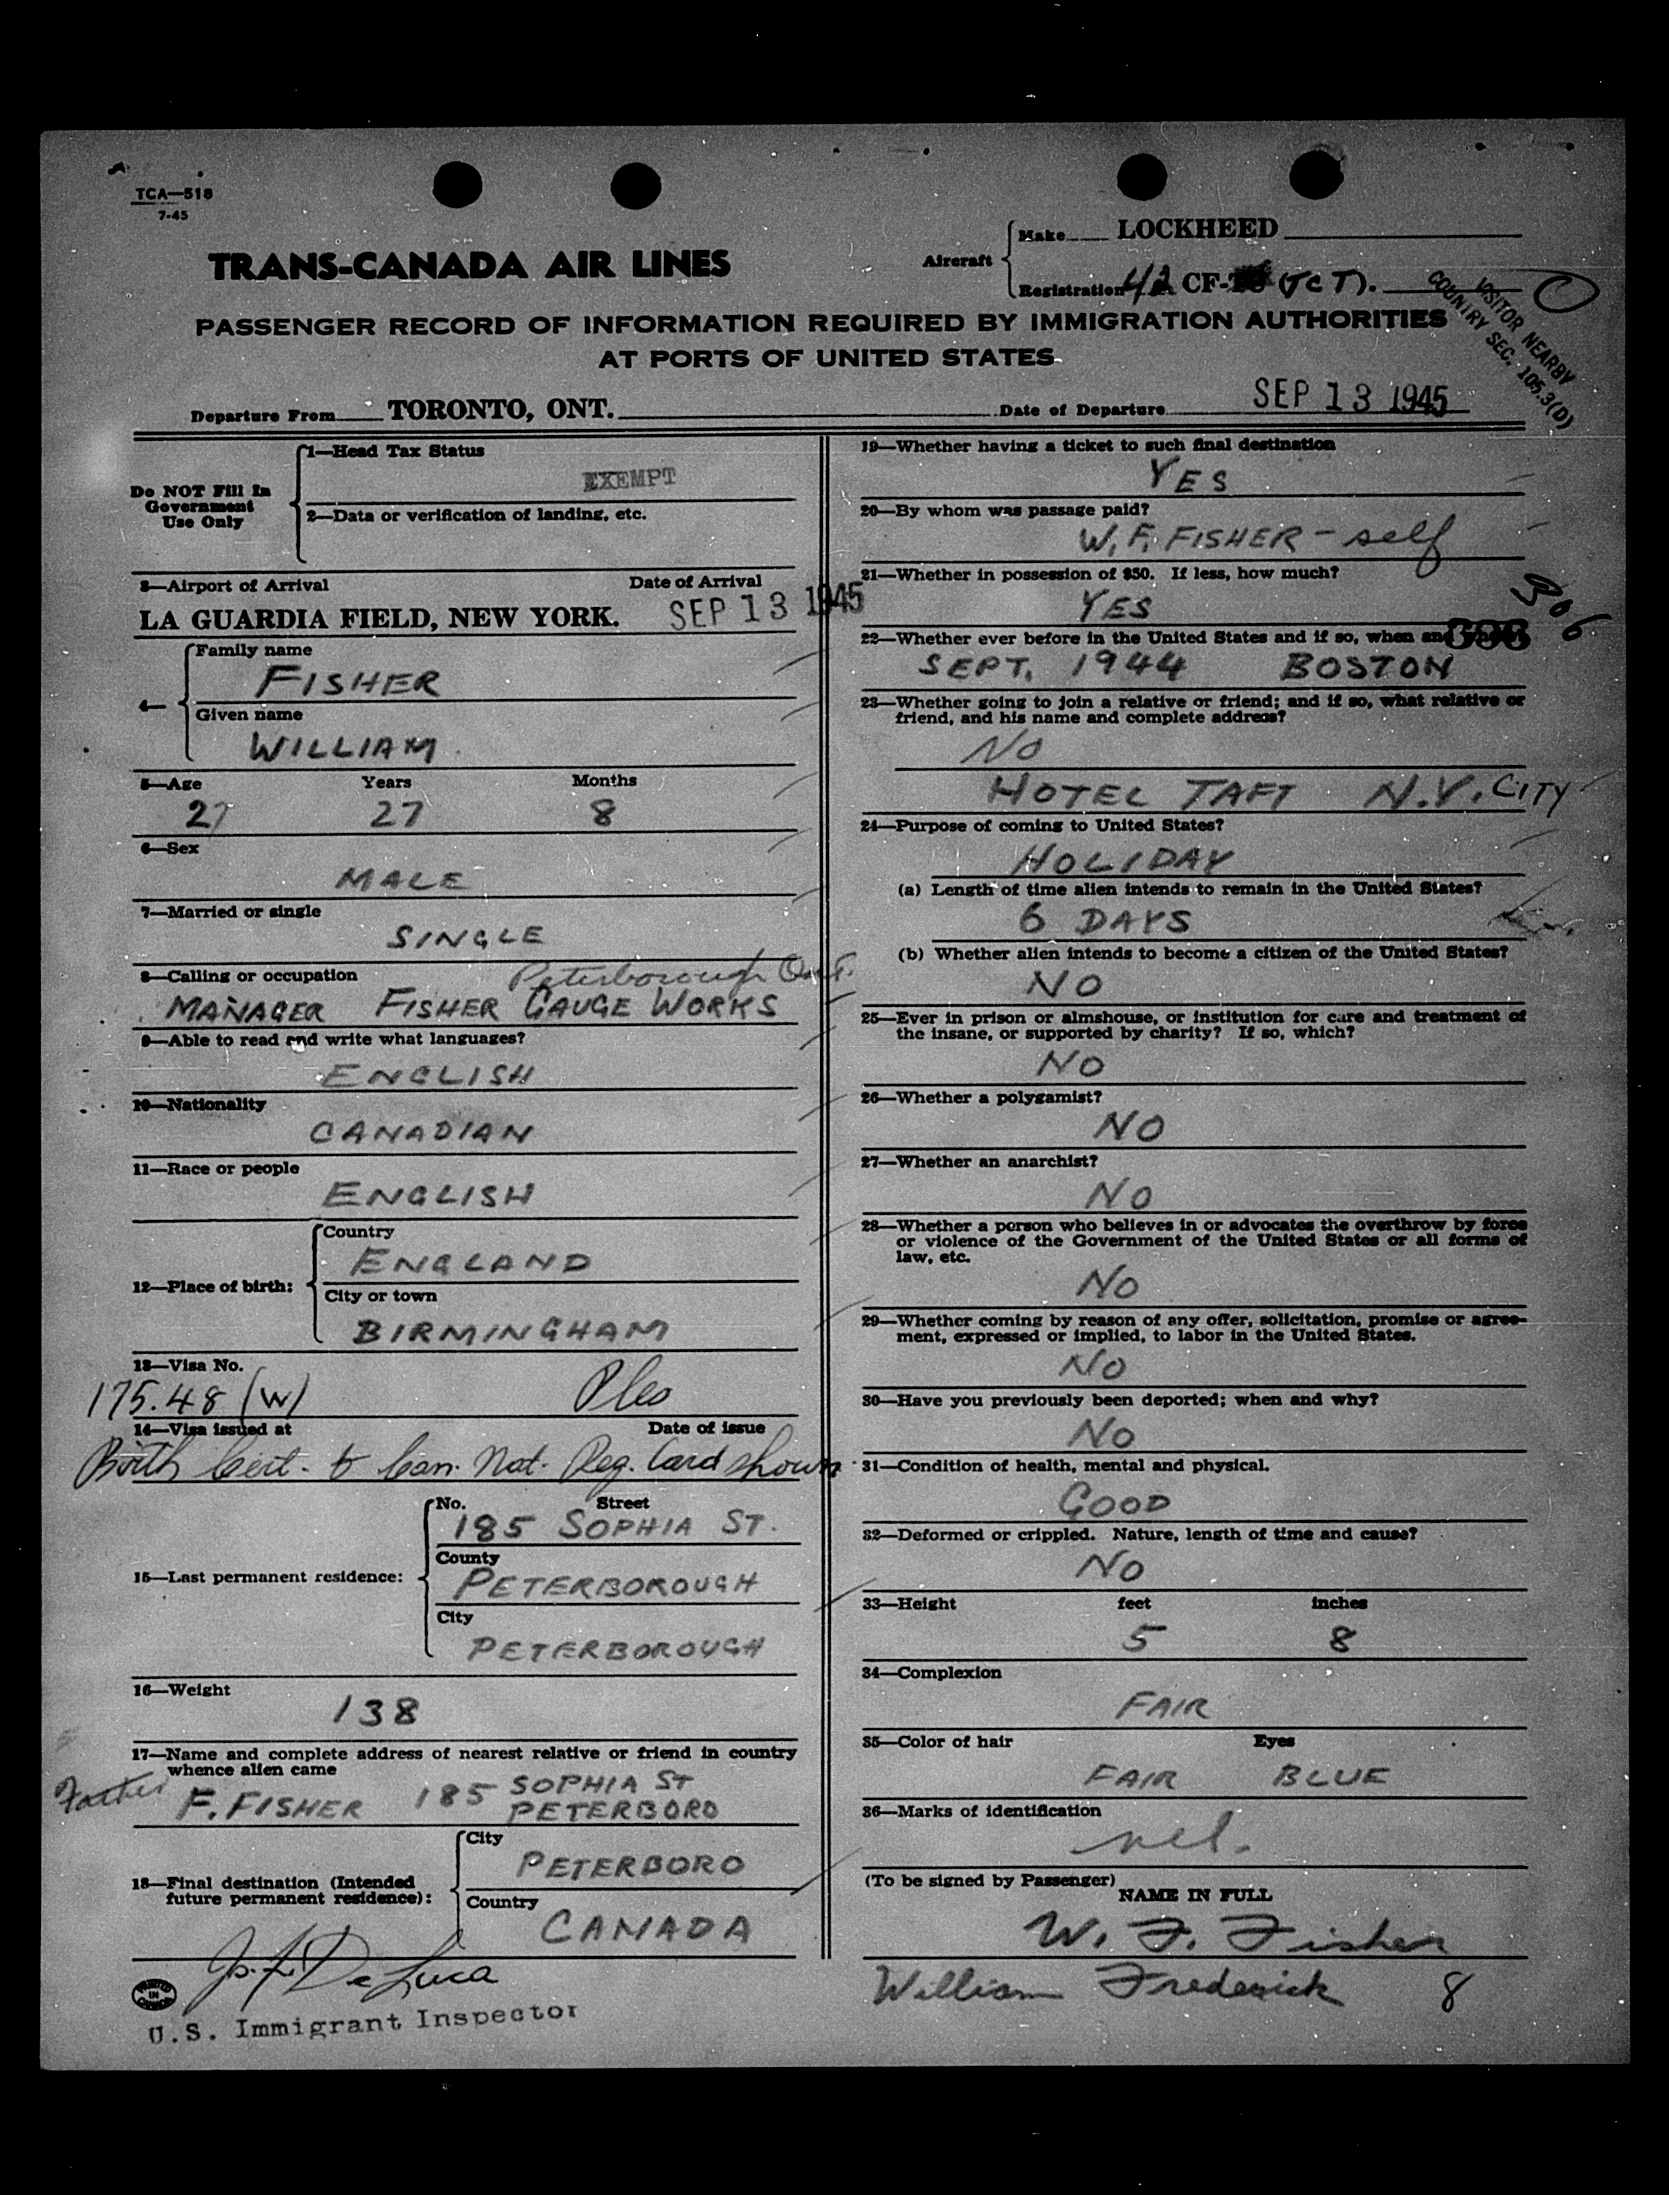 TCA—518
7-45
TRANS-CANADA AIR LINES
Aircraft
Make LOCKHEED
Registration 42 CF- (TCT).
VISITOR NEARBY
COUNTRY SEC. 105.3(D)
PASSENGER RECORD OF INFORMATION REQUIRED BY IMMIGRATION AUTHORITIES
AT PORTS OF UNITED STATES
Departure From TORONTO, ONT. Date of Departure SEP 13 1945
Do NOT Fill In
Government
Use Only
1—Head Tax Status
EXEMPT
2—Data or verification of landing, etc.
3—Airport of Arrival Date of Arrival
LA GUARDIA FIELD, NEW YORK. SEP 13 1945
4—
Family name
FISHER
Given name
WILLIAM
5—Age Years Months
27 27 8
6—Sex
MALE
7—Married or single
SINGLE
8—Calling or occupation Peterborough Ont.
MANAGER FISHER GAUGE WORKS
9—Able to read and write what languages?
ENGLISH
10—Nationality
CANADIAN
11—Race or people
ENGLISH
12—Place of birth:
Country
ENGLAND
City or town
BIRMINGHAM
13—Visa No.
175.48 (W)
14—Visa issued at Date of issue
Birth Cert. & Can. Nat. Reg. Card shown
15—Last permanent residence:
No. Street
185 SOPHIA ST.
County
PETERBOROUGH
City
PETERBOROUGH
16—Weight
138
17—Name and complete address of nearest relative or friend in country
whence alien came
Father F. FISHER 185 SOPHIA ST
PETERBORO
18—Final destination (Intended
future permanent residence):
City
PETERBORO
Country
CANADA
PRINTED
IN
CANADA
De Luca
U.S. Immigrant Inspector
19—Whether having a ticket to such final destination
YES
20—By whom was passage paid?
W. F. FISHER - self
21—Whether in possession of $50. If less, how much?
YES
306
22—Whether ever before in the United States and if so, when and where?
SEPT. 1944 BOSTON
23—Whether going to join a relative or friend; and if so, what relative or
friend, and his name and complete address?
NO
HOTEL TAFT N.Y. CITY
24—Purpose of coming to United States?
HOLIDAY
(a) Length of time alien intends to remain in the United States?
6 DAYS
(b) Whether alien intends to become a citizen of the United States?
NO
25—Ever in prison or almshouse, or institution for care and treatment of
the insane, or supported by charity? If so, which?
NO
26—Whether a polygamist?
NO
27—Whether an anarchist?
NO
28—Whether a person who believes in or advocates the overthrow by force
or violence of the Government of the United States or all forms of
law, etc.
NO
29—Whether coming by reason of any offer, solicitation, promise or agree-
ment, expressed or implied, to labor in the United States.
NO
30—Have you previously been deported; when and why?
NO
31—Condition of health, mental and physical.
GOOD
32—Deformed or crippled. Nature, length of time and cause?
NO
33—Height feet inches
5 8
34—Complexion
FAIR
35—Color of hair Eyes
FAIR BLUE
36—Marks of identification
nil.
(To be signed by Passenger)
NAME IN FULL
W. F. Fisher
William Frederick 8